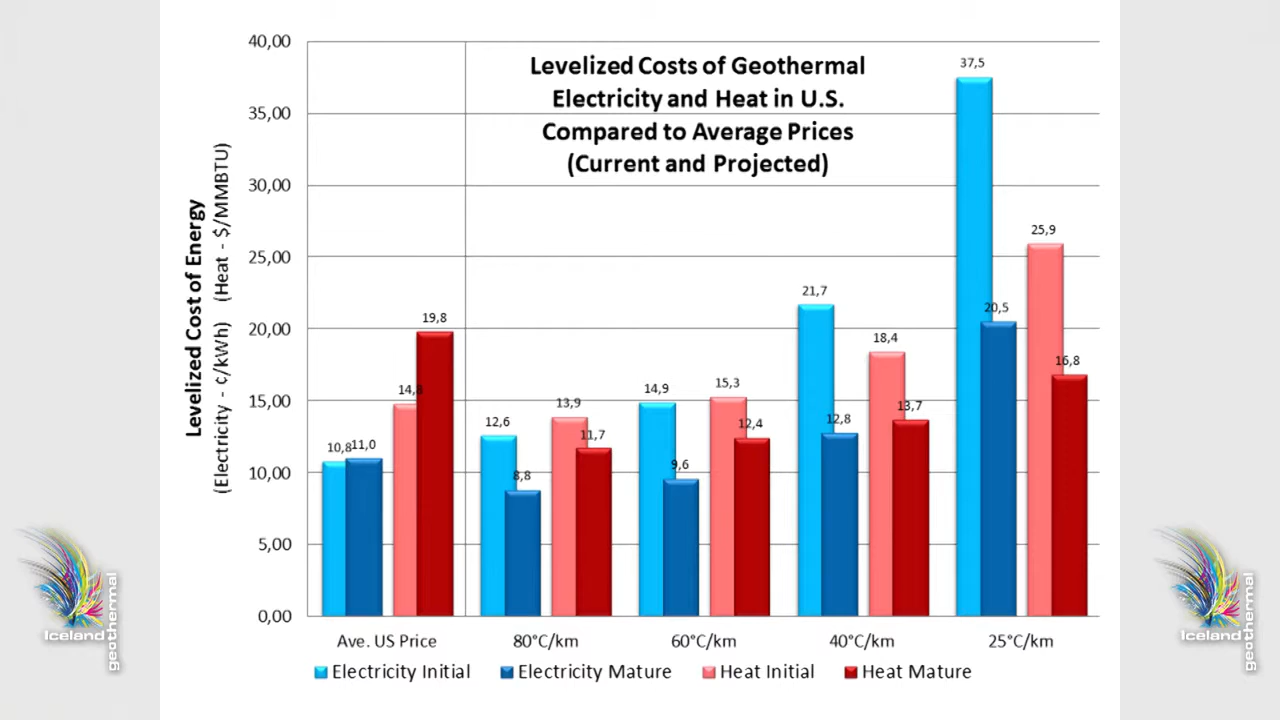 Levelized Costs of Geothermal
Electricity and Heat in U.S.
Compared to Average Prices
(Current and Projected)
Levelized Cost of Energy
(Electricity - ¢/kWh) (Heat - $/MMBTU)
40,00
35,00
30,00
25,00
20,00
15,00
10,00
5,00
0,00
10,8
11,0
14,8
19,8
12,6
8,8
13,9
11,7
14,9
9,6
15,3
12,4
21,7
12,8
18,4
13,7
37,5
20,5
25,9
16,8
Ave. US Price
80°C/km
60°C/km
40°C/km
25°C/km
Electricity Initial
Electricity Mature
Heat Initial
Heat Mature
Iceland
geothermal
Iceland
geothermal